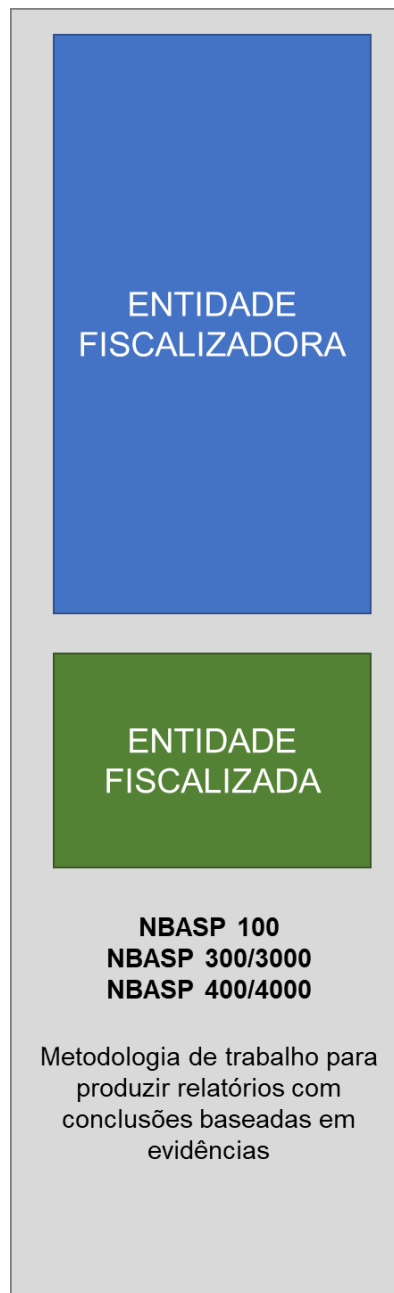 ENTIDADE
FISCALIZADORA
ENTIDADE
FISCALIZADA
NBASP 100
NBASP 300/3000
NBASP 400/4000
Metodologia de trabalho para
produzir relatórios com
conclusões baseadas em
evidências